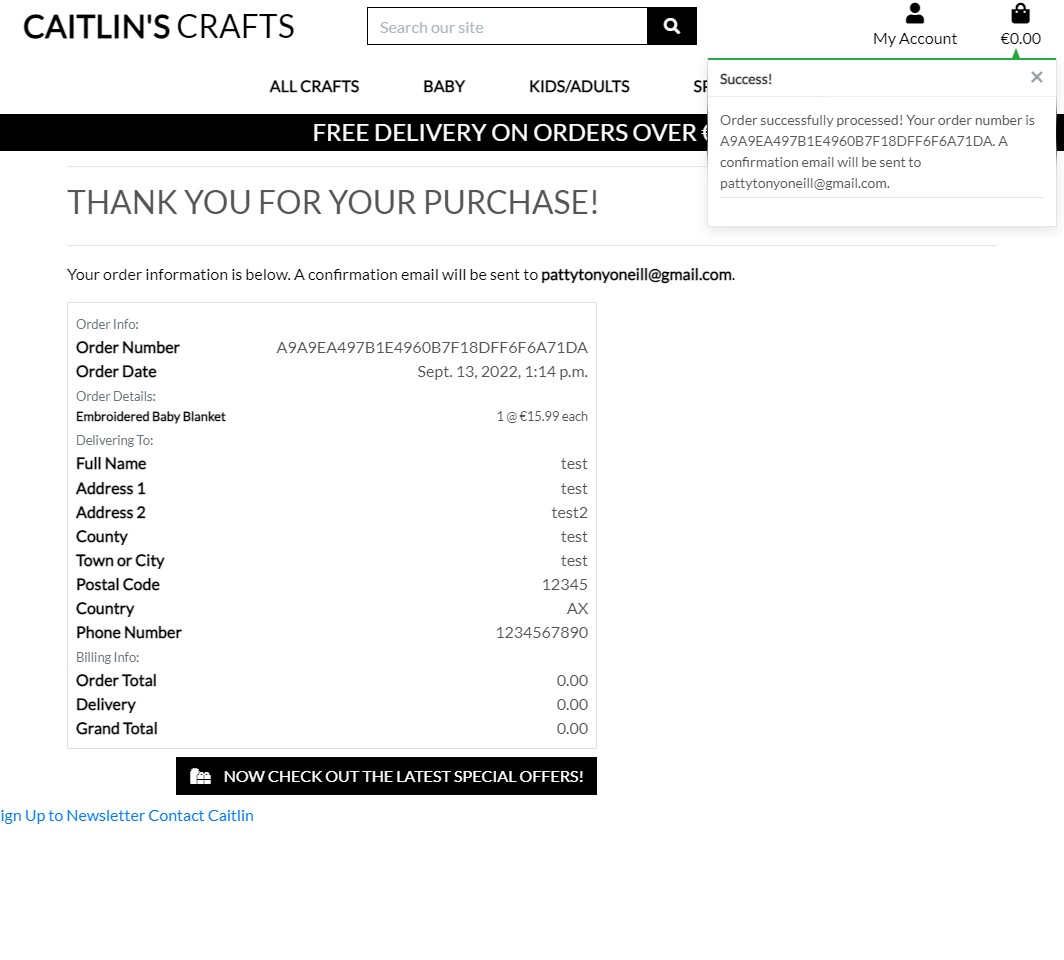 CAITLIN'S CRAFTS
Search our site
My Account
€0.00
ALL CRAFTS
BABY
KIDS/ADULTS
Success!
×
FREE DELIVERY ON ORDERS OVER
Order successfully processed! Your order number is
A9A9EA497B1E4960B7F18DFF6F6A71DA. A
confirmation email will be sent to
pattytonyoneill@gmail.com.
THANK YOU FOR YOUR PURCHASE!
Your order information is below. A confirmation email will be sent to pattytonyoneill@gmail.com.
Order Info:
Order Number A9A9EA497B1E4960B7F18DFF6F6A71DA
Order Date Sept. 13, 2022, 1:14 p.m.
Order Details:
Embroidered Baby Blanket 1 @ €15.99 each
Delivering To:
Full Name test
Address 1 test
Address 2 test2
County test
Town or City test
Postal Code 12345
Country AX
Phone Number 1234567890
Billing Info:
Order Total 0.00
Delivery 0.00
Grand Total 0.00
NOW CHECK OUT THE LATEST SPECIAL OFFERS!
ign Up to Newsletter Contact Caitlin